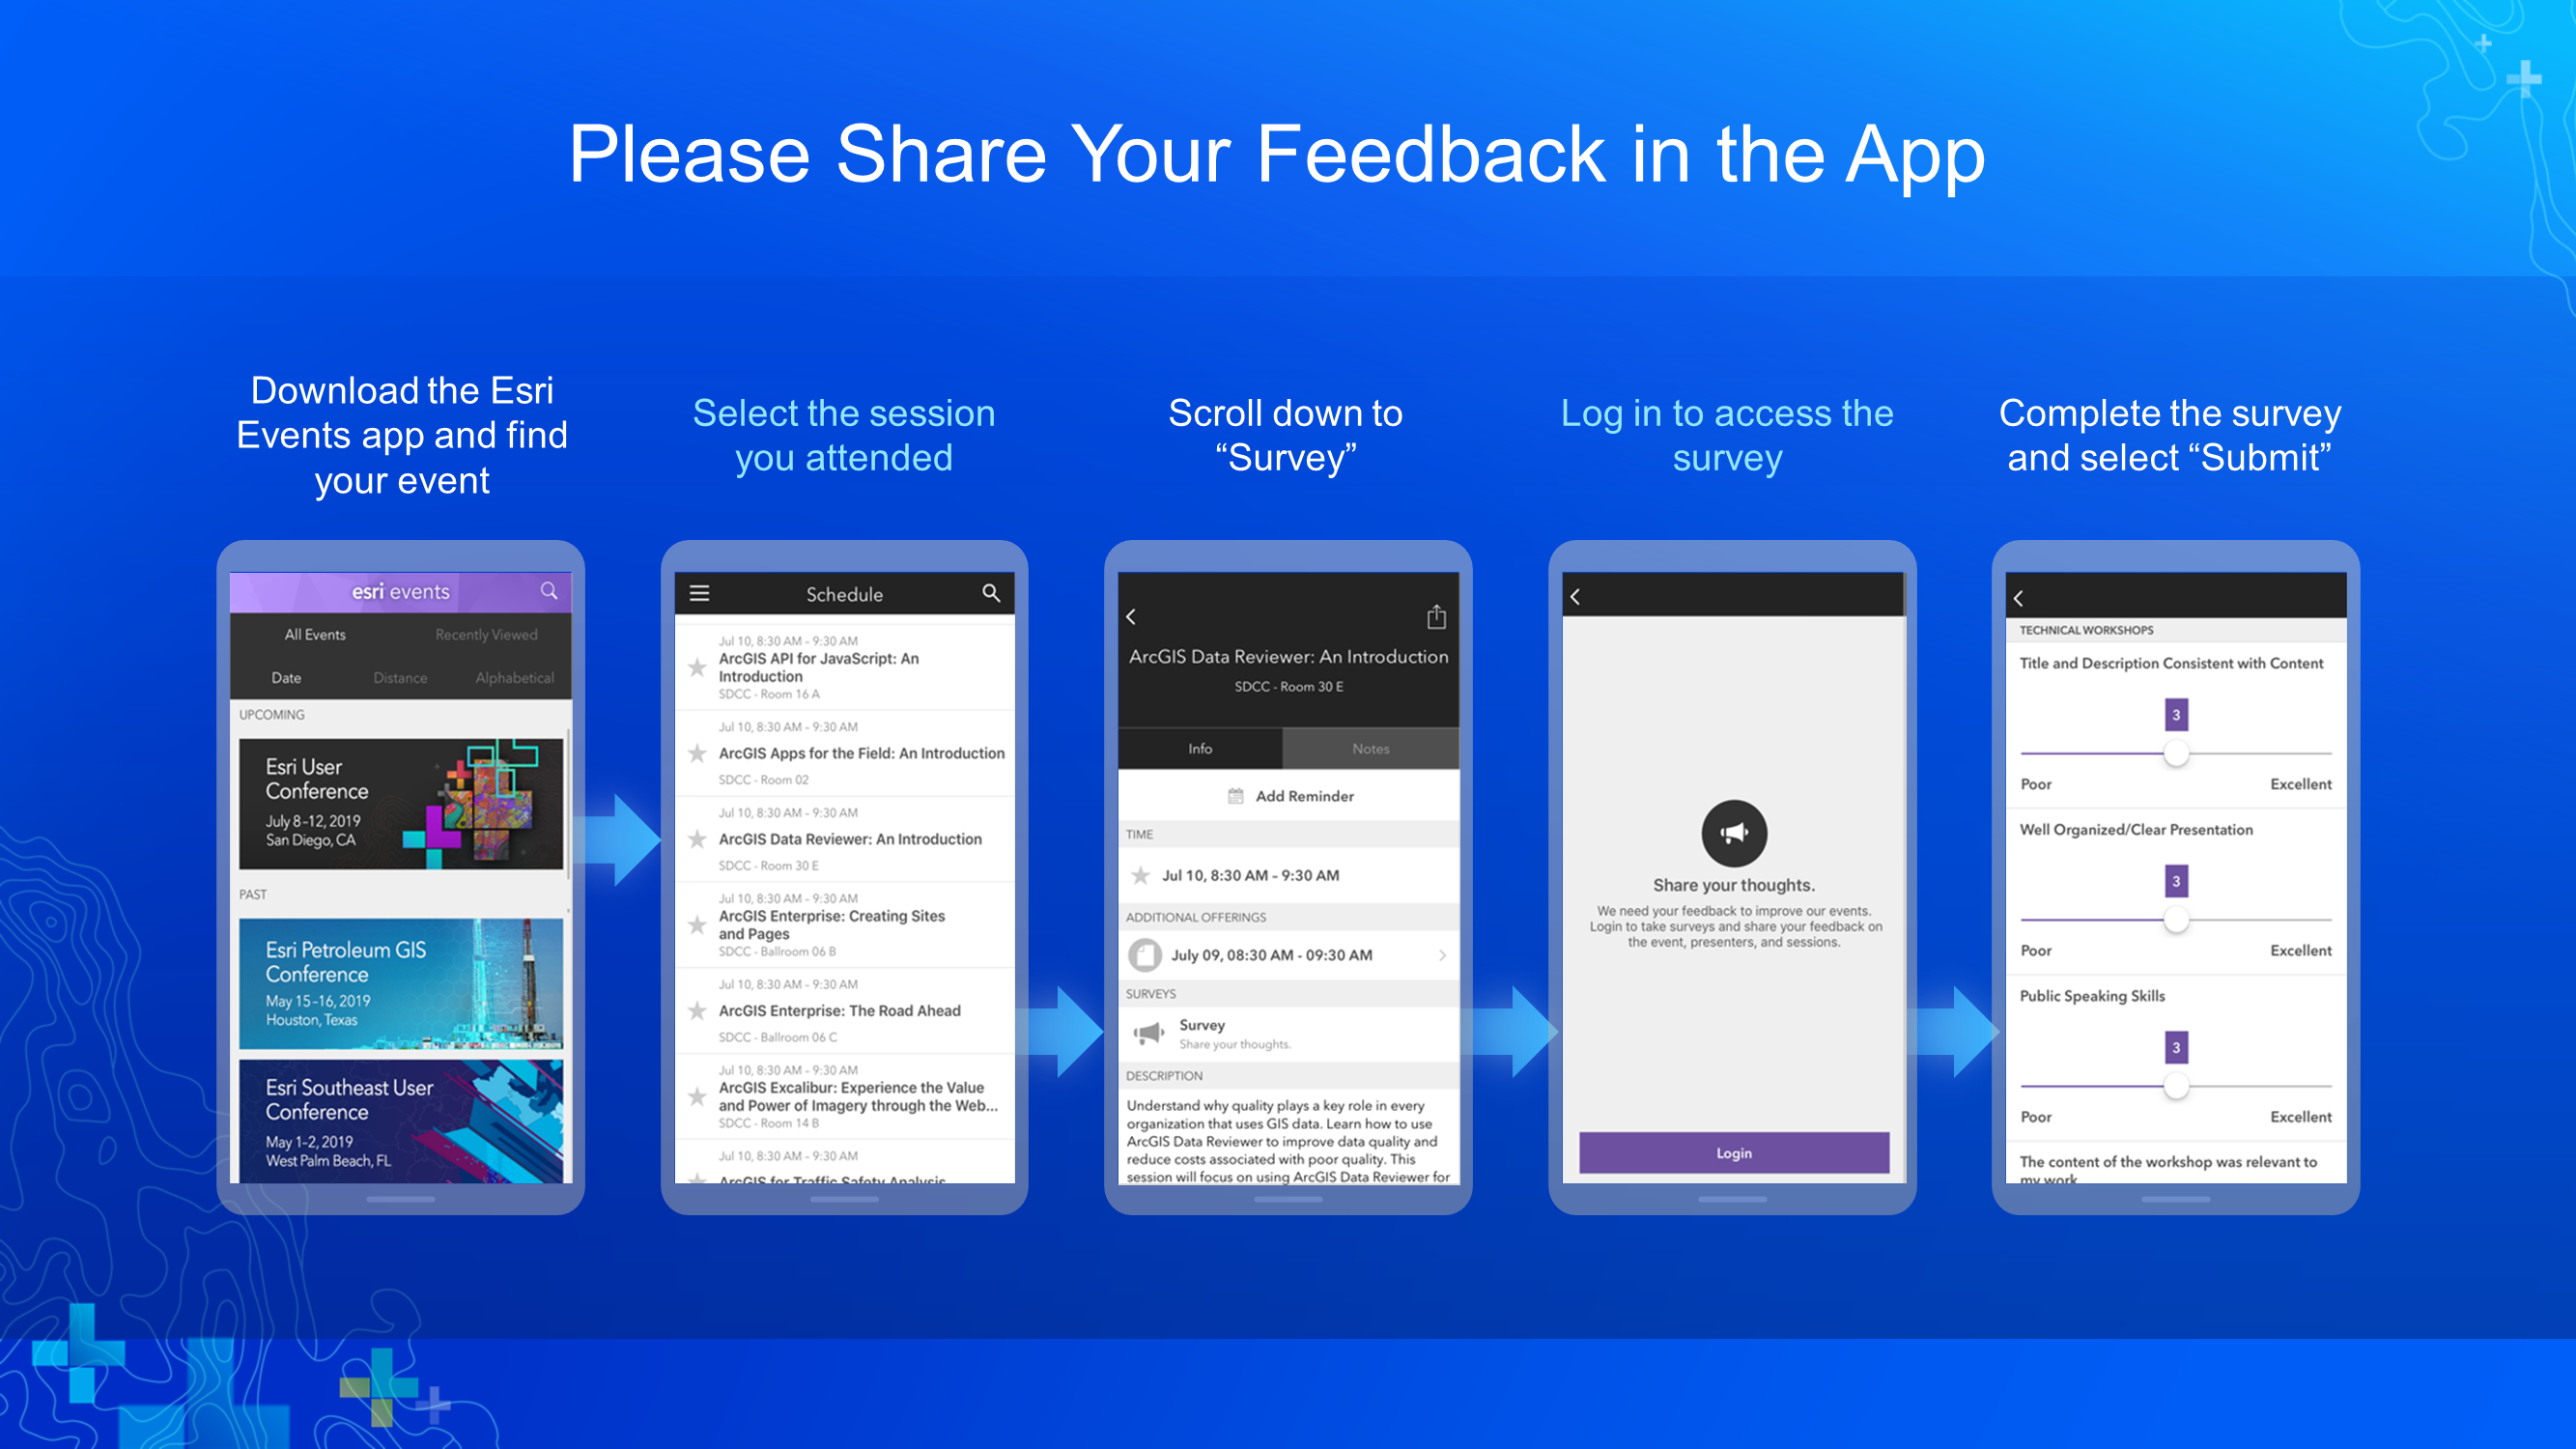 Please Share Your Feedback in the App
Download the Esri
Events app and find
your event
Select the session
you attended
Scroll down to
“Survey”
Log in to access the
survey
Complete the survey
and select “Submit”
esri events
All Events
Recently Viewed
Date
Distance
Alphabetical
UPCOMING
Esri User
Conference
July 8-12, 2019
San Diego, CA
PAST
Esri Petroleum GIS
Conference
May 15-16, 2019
Houston, Texas
Esri Southeast User
Conference
May 1-2, 2019
West Palm Beach, FL
Schedule
Jul 10, 8:30 AM - 9:30 AM
ArcGIS API for JavaScript: An
Introduction
SDCC - Room 16 A
Jul 10, 8:30 AM - 9:30 AM
ArcGIS Apps for the Field: An Introduction
SDCC - Room 02
Jul 10, 8:30 AM - 9:30 AM
ArcGIS Data Reviewer: An Introduction
SDCC - Room 30 E
Jul 10, 8:30 AM - 9:30 AM
ArcGIS Enterprise: Creating Sites
and Pages
SDCC - Ballroom 06 B
Jul 10, 8:30 AM - 9:30 AM
ArcGIS Enterprise: The Road Ahead
SDCC - Ballroom 06 C
Jul 10, 8:30 AM - 9:30 AM
ArcGIS Excalibur: Experience the Value
and Power of Imagery through the Web...
SDCC - Room 14 B
Jul 10, 8:30 AM - 9:30 AM
ArcGIS for Traffic Safety Analysis
ArcGIS Data Reviewer: An Introduction
SDCC - Room 30 E
Info
Notes
Add Reminder
TIME
Jul 10, 8:30 AM - 9:30 AM
ADDITIONAL OFFERINGS
July 09, 08:30 AM - 09:30 AM
SURVEYS
Survey
Share your thoughts.
DESCRIPTION
Understand why quality plays a key role in every
organization that uses GIS data. Learn how to use
ArcGIS Data Reviewer to improve data quality and
reduce costs associated with poor quality. This
session will focus on using ArcGIS Data Reviewer for
Share your thoughts.
We need your feedback to improve our events.
Login to take surveys and share your feedback on
the event, presenters, and sessions.
Login
TECHNICAL WORKSHOPS
Title and Description Consistent with Content
3
Poor
Excellent
Well Organized/Clear Presentation
3
Poor
Excellent
Public Speaking Skills
3
Poor
Excellent
The content of the workshop was relevant to
my work